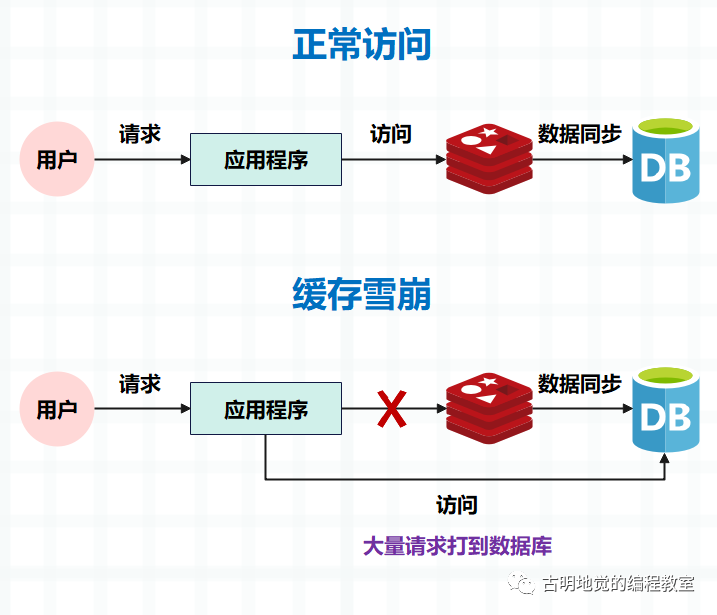 正常访问
用户
请求
应用程序
访问
数据同步
DB
缓存雪崩
用户
请求
应用程序
X
数据同步
DB
访问
大量请求打到数据库
古明地觉的编程教室